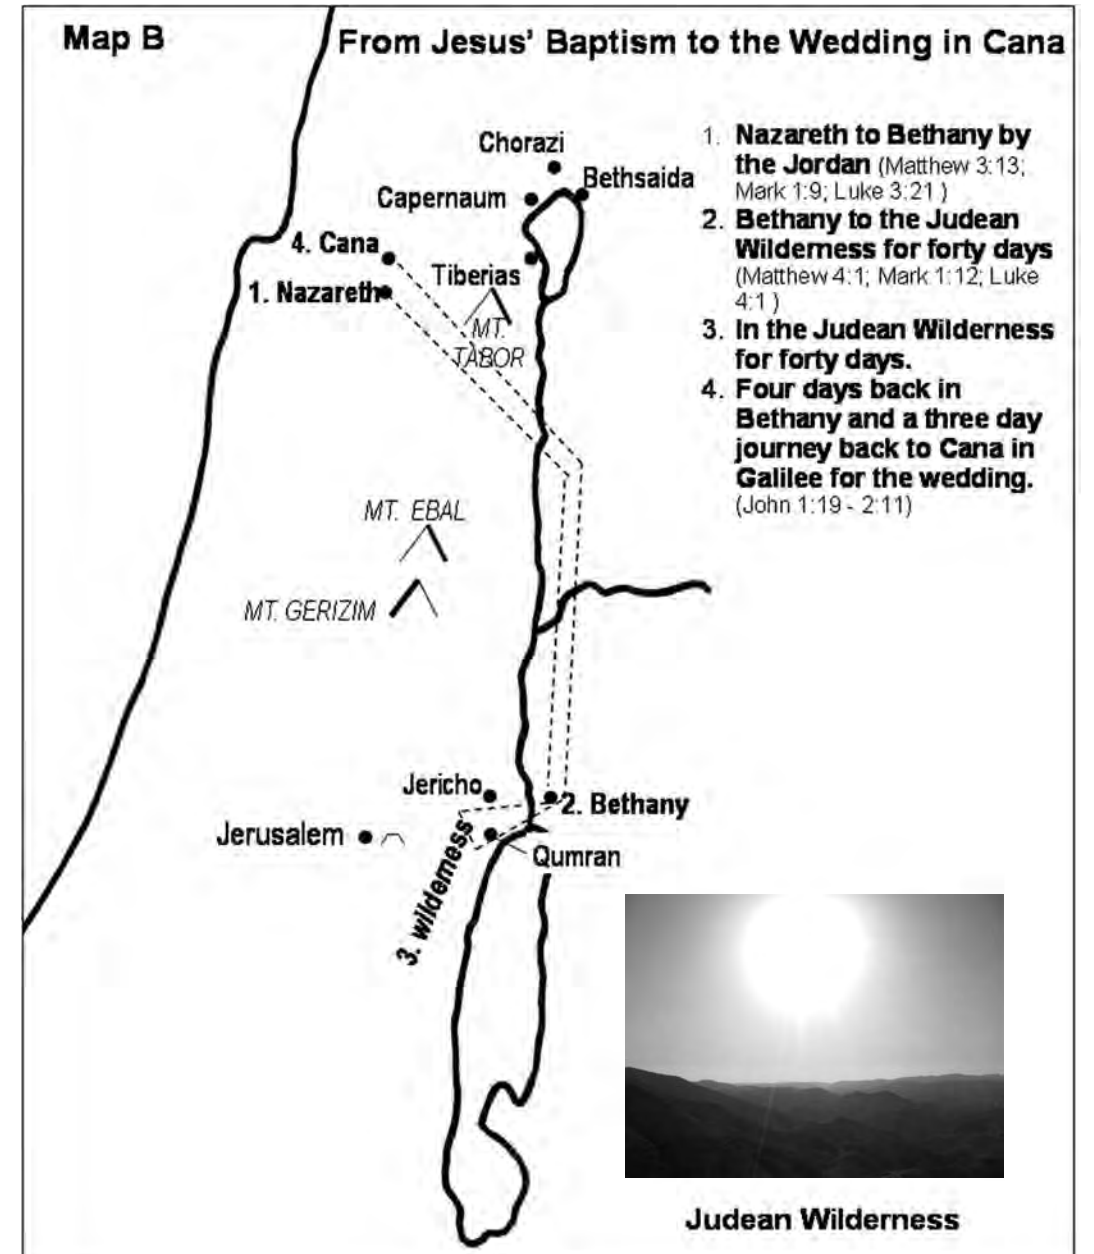 Map B
From Jesus' Baptism to the Wedding in Cana
Chorazi
Bethsaida
Capernaum
4. Cana
Tiberias
1. Nazareth
MT.
TABOR
1. Nazareth to Bethany by
the Jordan (Matthew 3:13;
Mark 1:9; Luke 3:21 )
2. Bethany to the Judean
Wilderness for forty days
(Matthew 4:1; Mark 1:12; Luke
4:1 )
3. In the Judean Wilderness
for forty days.
4. Four days back in
Bethany and a three day
journey back to Cana in
Galilee for the wedding.
(John 1:19 - 2:11)
MT. EBAL
MT. GERIZIM
Jericho
2. Bethany
Jerusalem
Qumran
3. wilderness
Judean Wilderness